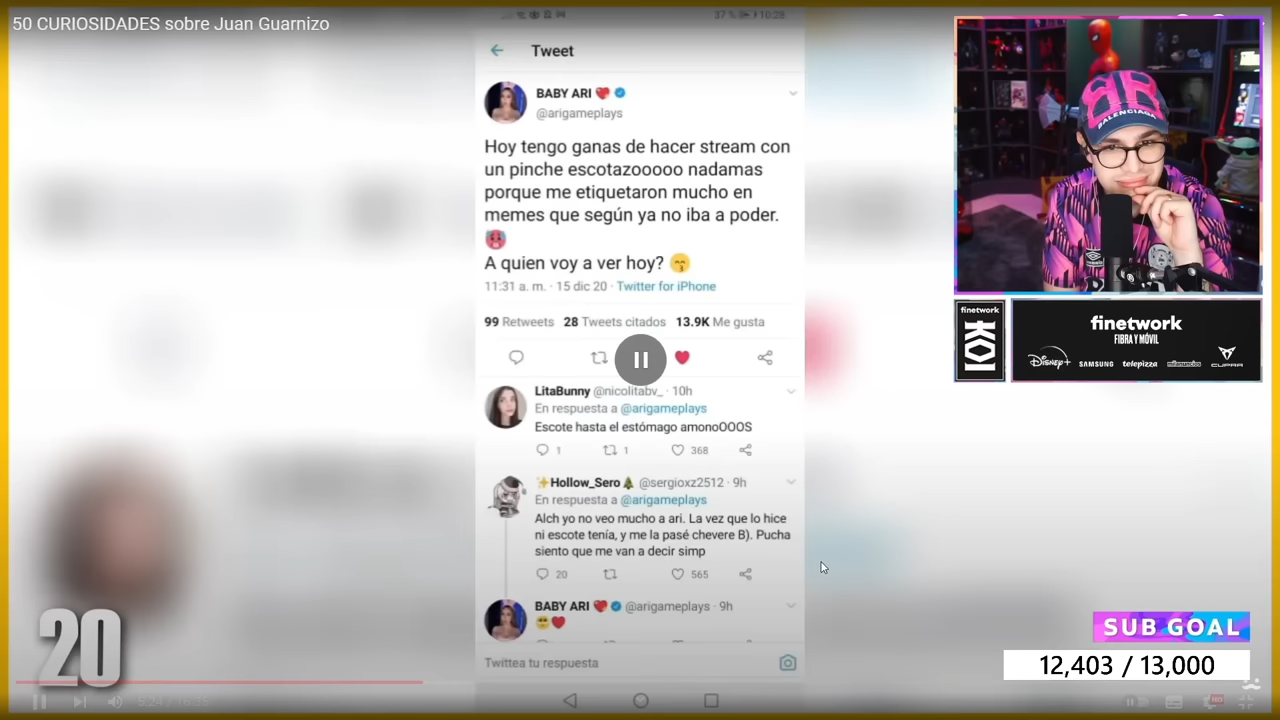 50 CURIOSIDADES sobre Juan Guarnizo
37 % 10:28
Tweet
BABY ARI
@arigameplays
Hoy tengo ganas de hacer stream con
un pinche escotazooooo nadamas
porque me etiquetaron mucho en
memes que según ya no iba a poder.
🥵
A quien voy a ver hoy? 😙
11:31 a. m. · 15 dic 20 · Twitter for iPhone
99 Retweets 28 Tweets citados 13.9K Me gusta
LitaBunny @nicolitabv_ · 10h
En respuesta a @arigameplays
Escote hasta el estómago amonoOOOS
1 1 368
✨Hollow_Sero🎄 @sergioxz2512 · 9h
En respuesta a @arigameplays
Alch yo no veo mucho a ari. La vez que lo hice
ni escote tenía, y me la pasé chevere B). Pucha
siento que me van a decir simp
20 565
BABY ARI @arigameplays · 9h
Twittea tu respuesta
20
BALENCIAGA
finetwork
KOI
finetwork
FIBRA Y MÓVIL
Disney+ SAMSUNG telepizza milanuncios CUPRA
SUB GOAL
12,403 / 13,000